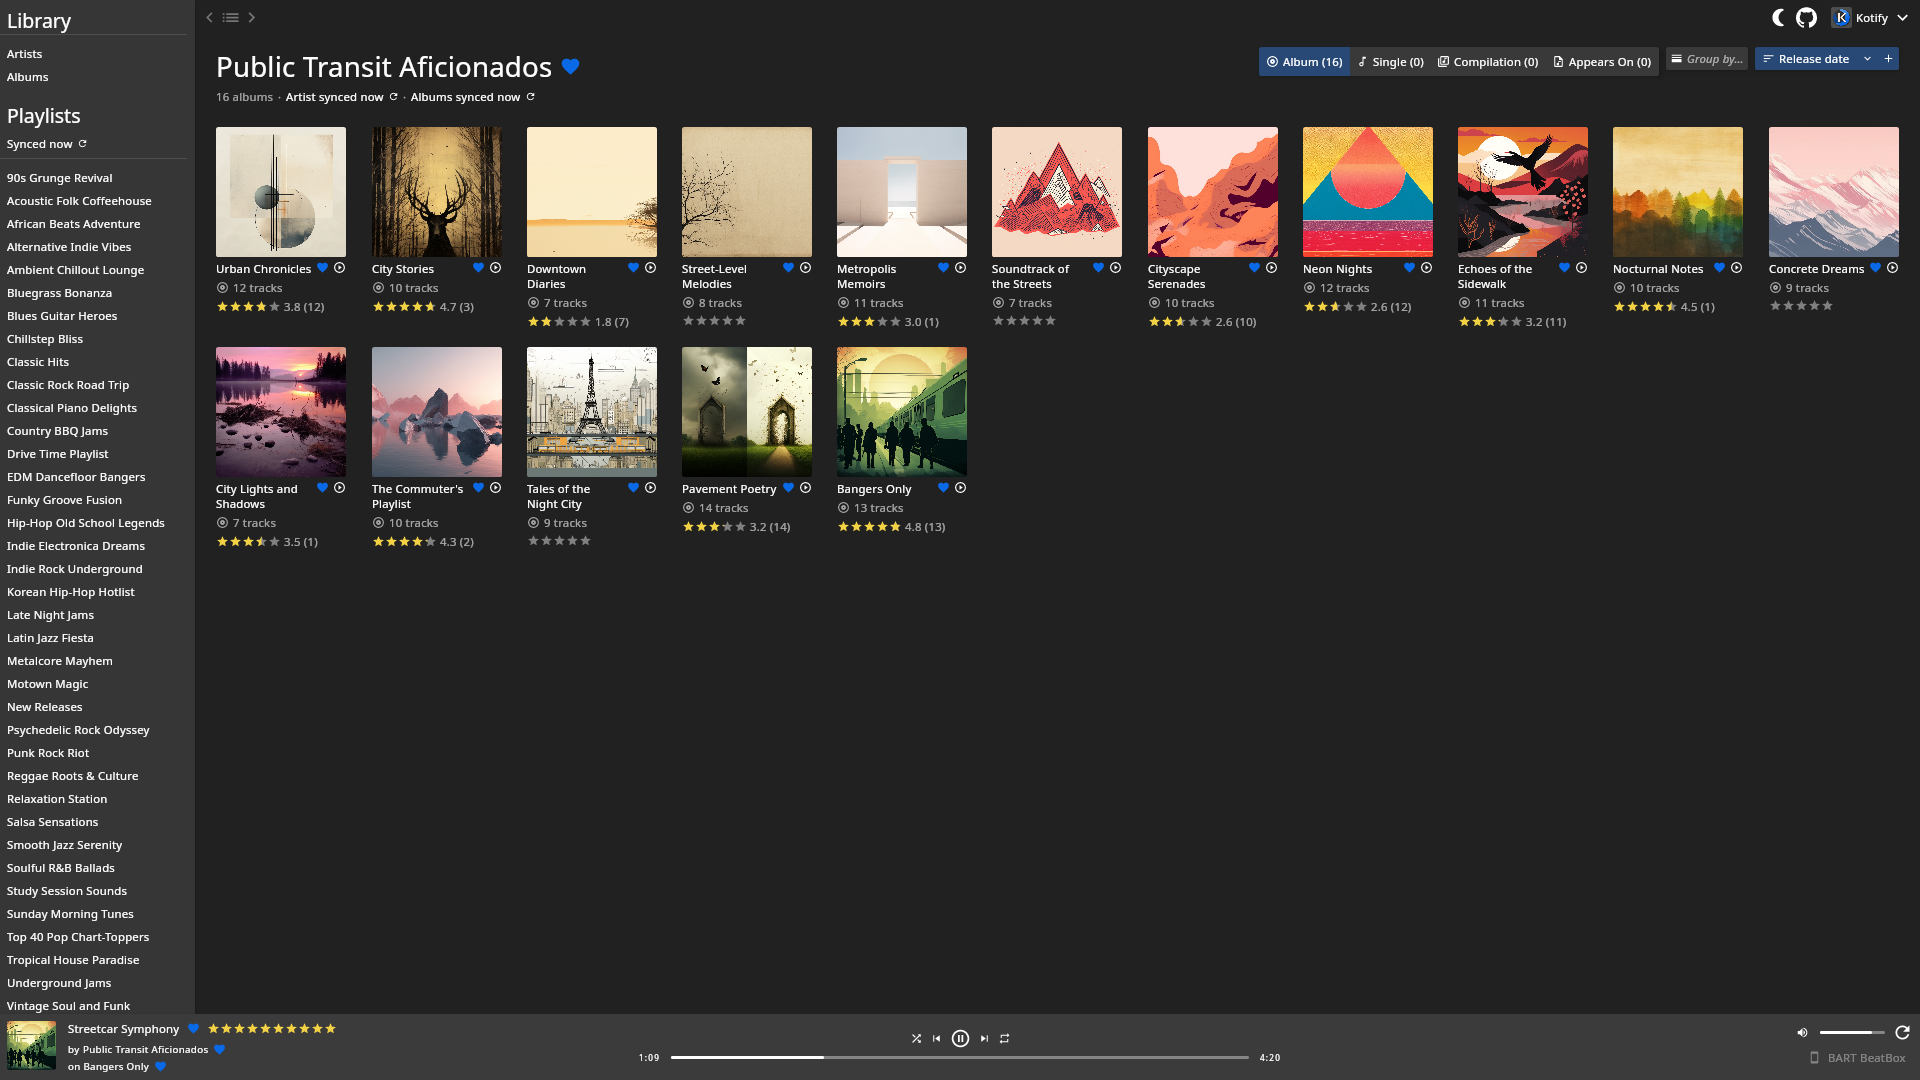 Library
Artists
Albums
Playlists
Synced now
90s Grunge Revival
Acoustic Folk Coffeehouse
African Beats Adventure
Alternative Indie Vibes
Ambient Chillout Lounge
Bluegrass Bonanza
Blues Guitar Heroes
Chillstep Bliss
Classic Hits
Classic Rock Road Trip
Classical Piano Delights
Country BBQ Jams
Drive Time Playlist
EDM Dancefloor Bangers
Funky Groove Fusion
Hip-Hop Old School Legends
Indie Electronica Dreams
Indie Rock Underground
Korean Hip-Hop Hotlist
Late Night Jams
Latin Jazz Fiesta
Metalcore Mayhem
Motown Magic
New Releases
Psychedelic Rock Odyssey
Punk Rock Riot
Reggae Roots & Culture
Relaxation Station
Salsa Sensations
Smooth Jazz Serenity
Soulful R&B Ballads
Study Session Sounds
Sunday Morning Tunes
Top 40 Pop Chart-Toppers
Tropical House Paradise
Underground Jams
Vintage Soul and Funk
K Kotify
Public Transit Aficionados
16 albums · Artist synced now · Albums synced now
Album (16) Single (0) Compilation (0) Appears On (0)
Group by...
Release date +
Urban Chronicles
12 tracks
3.8 (12)
City Stories
10 tracks
4.7 (3)
Downtown
Diaries
7 tracks
1.8 (7)
Street-Level
Melodies
8 tracks
Metropolis
Memoirs
11 tracks
3.0 (1)
Soundtrack of
the Streets
7 tracks
Cityscape
Serenades
10 tracks
2.6 (10)
Neon Nights
12 tracks
2.6 (12)
Echoes of the
Sidewalk
11 tracks
3.2 (11)
Nocturnal Notes
10 tracks
4.5 (1)
Concrete Dreams
9 tracks
City Lights and
Shadows
7 tracks
3.5 (1)
The Commuter's
Playlist
10 tracks
4.3 (2)
Tales of the
Night City
9 tracks
Pavement Poetry
14 tracks
3.2 (14)
Bangers Only
13 tracks
4.8 (13)
Streetcar Symphony
by Public Transit Aficionados
on Bangers Only
1:09
4:20
BART BeatBox